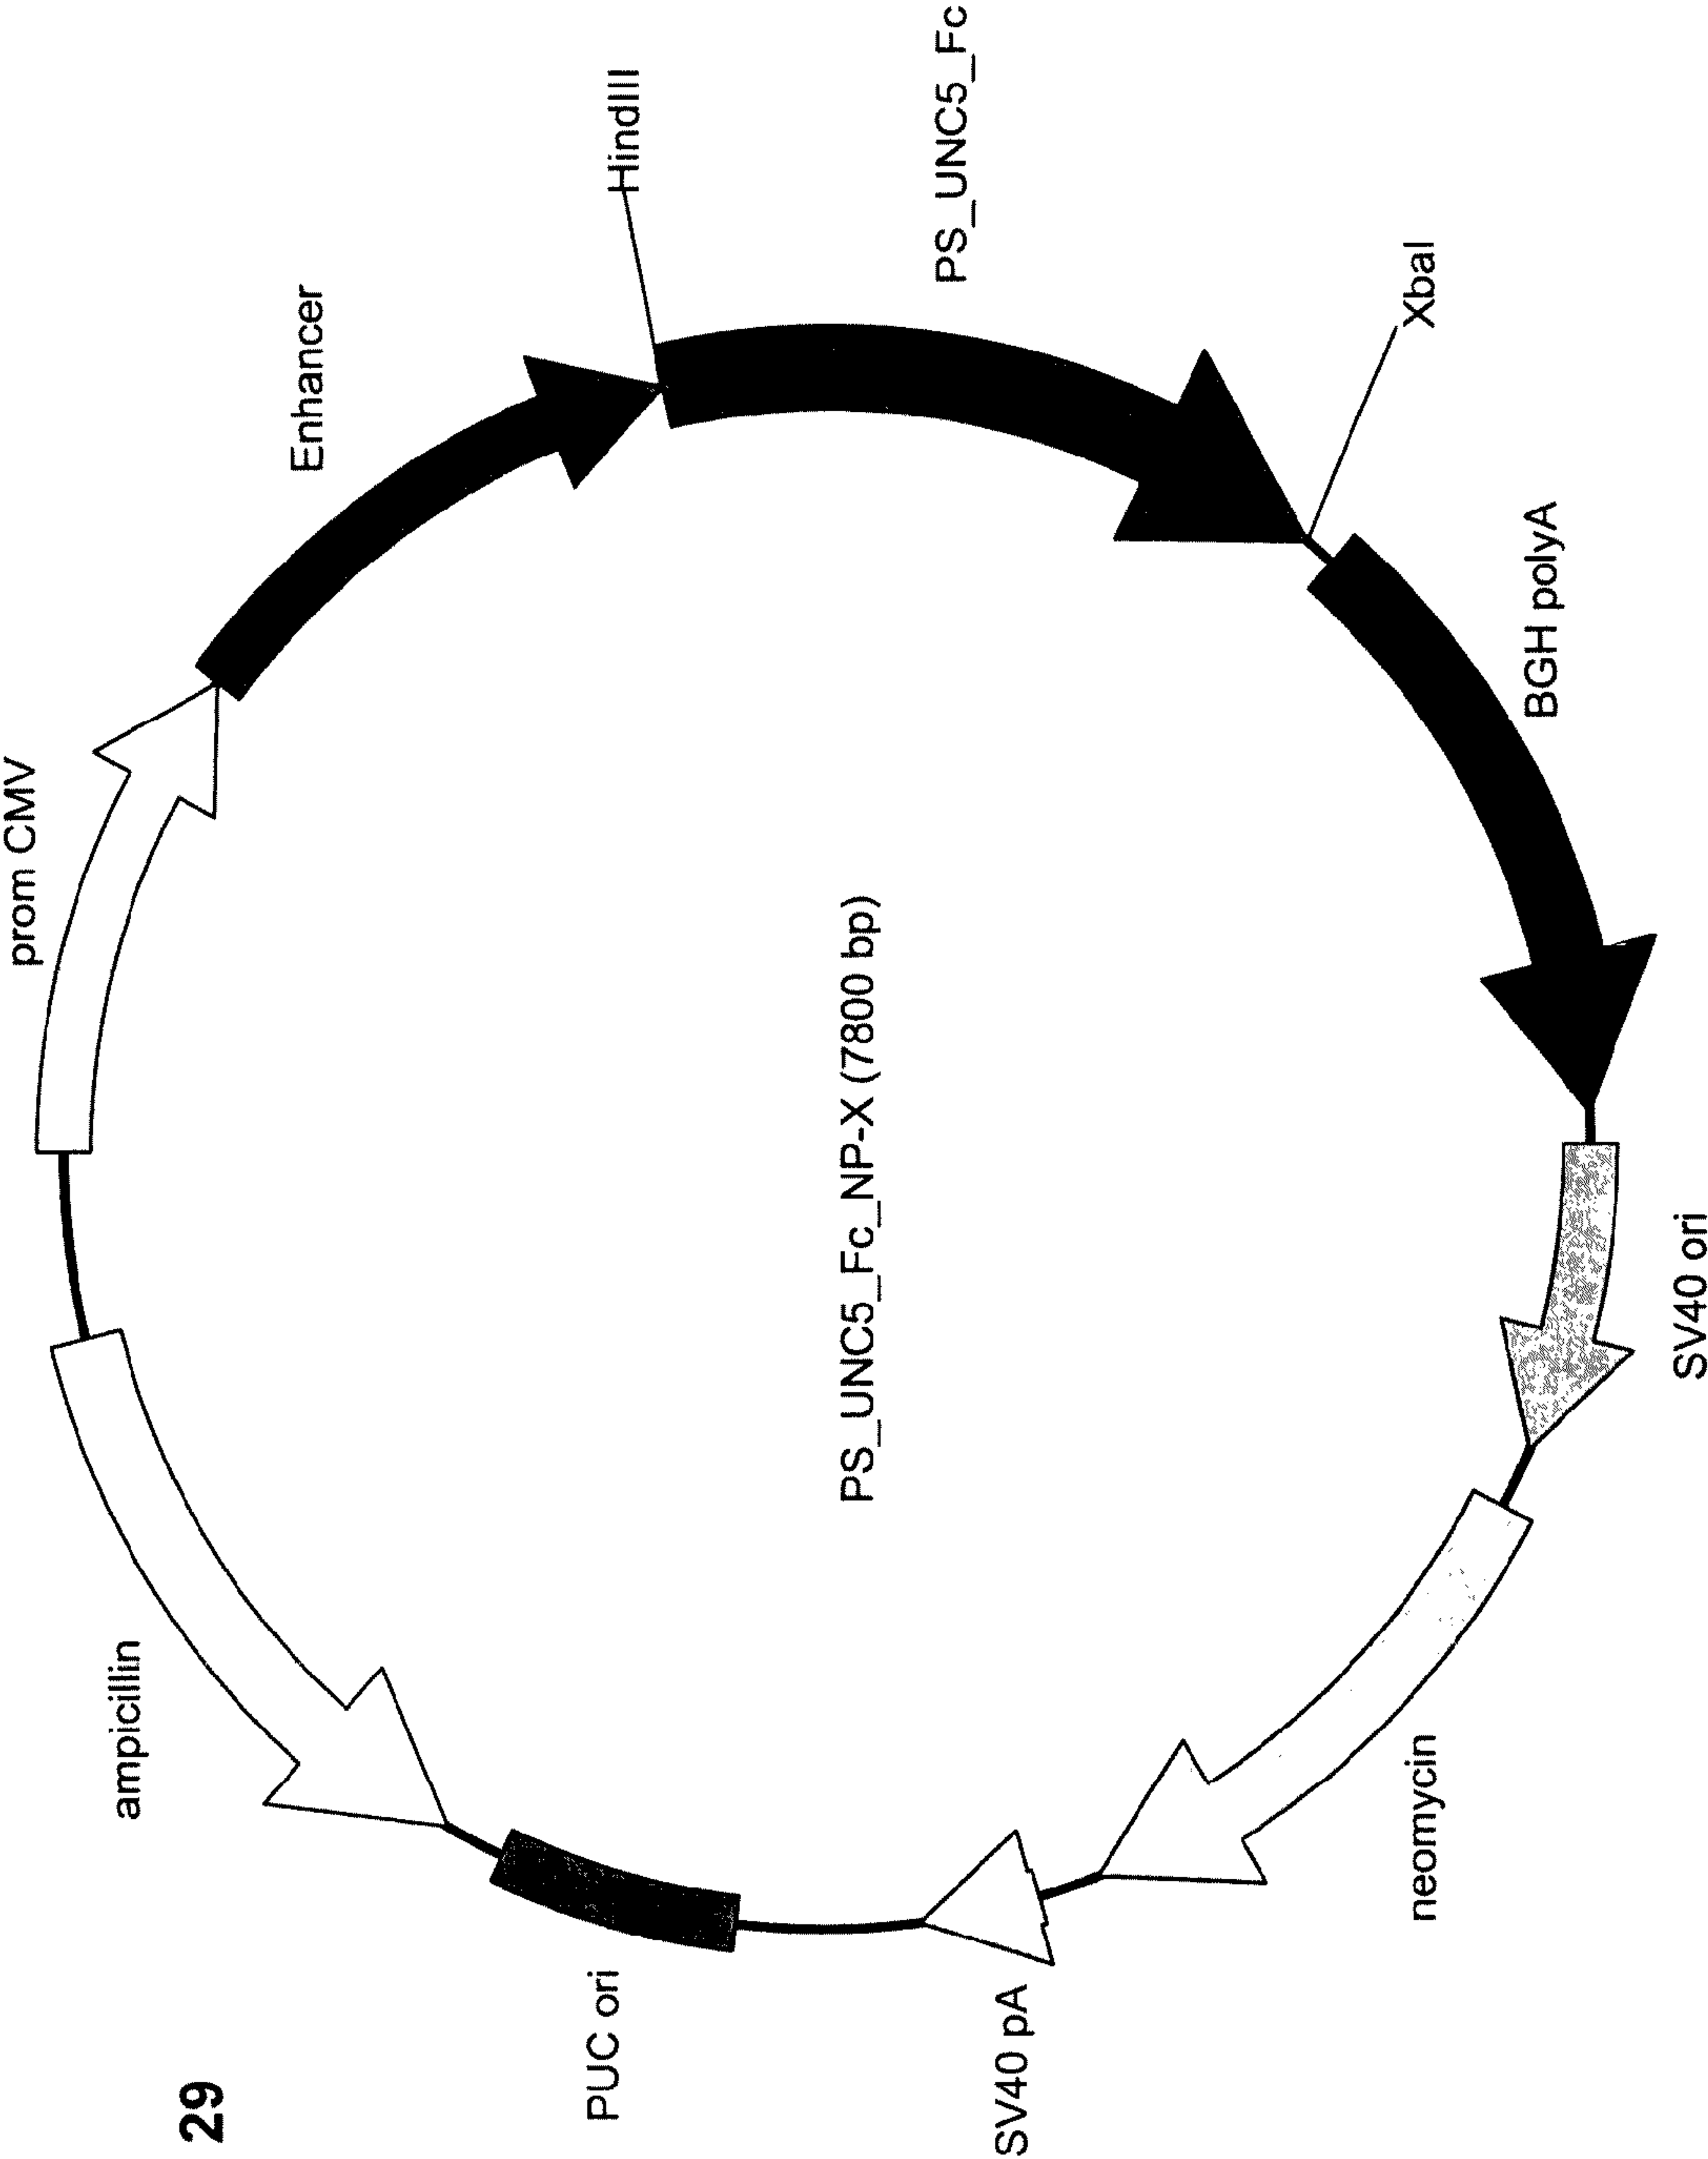 29
prom CMV
Enhancer
HindIII
PS_UNC5_Fc
XbaI
BGH polyA
SV40 ori
neomycin
SV40 pA
PUC ori
ampicillin
PS_UNC5_Fc_NP-X (7800 bp)